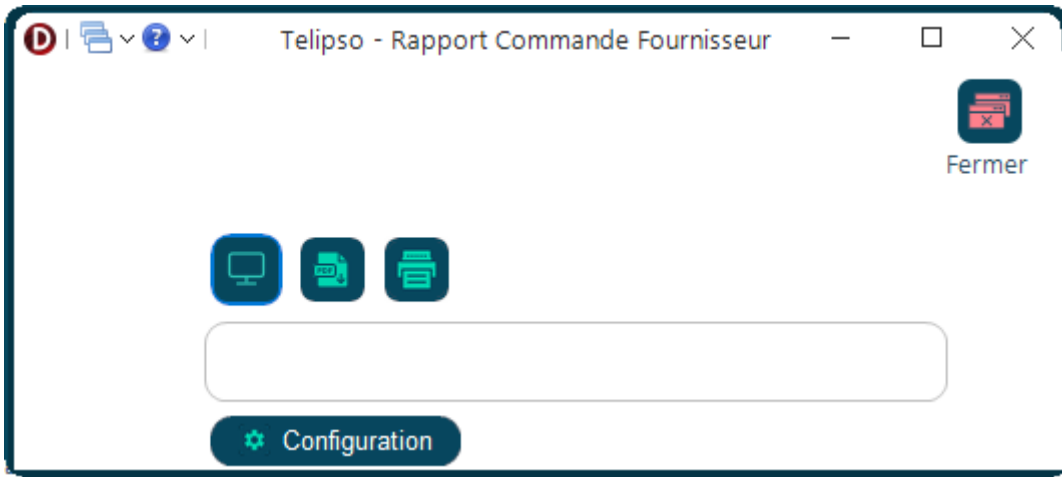 D ? Telipso - Rapport Commande Fournisseur
Fermer
PDF
Configuration